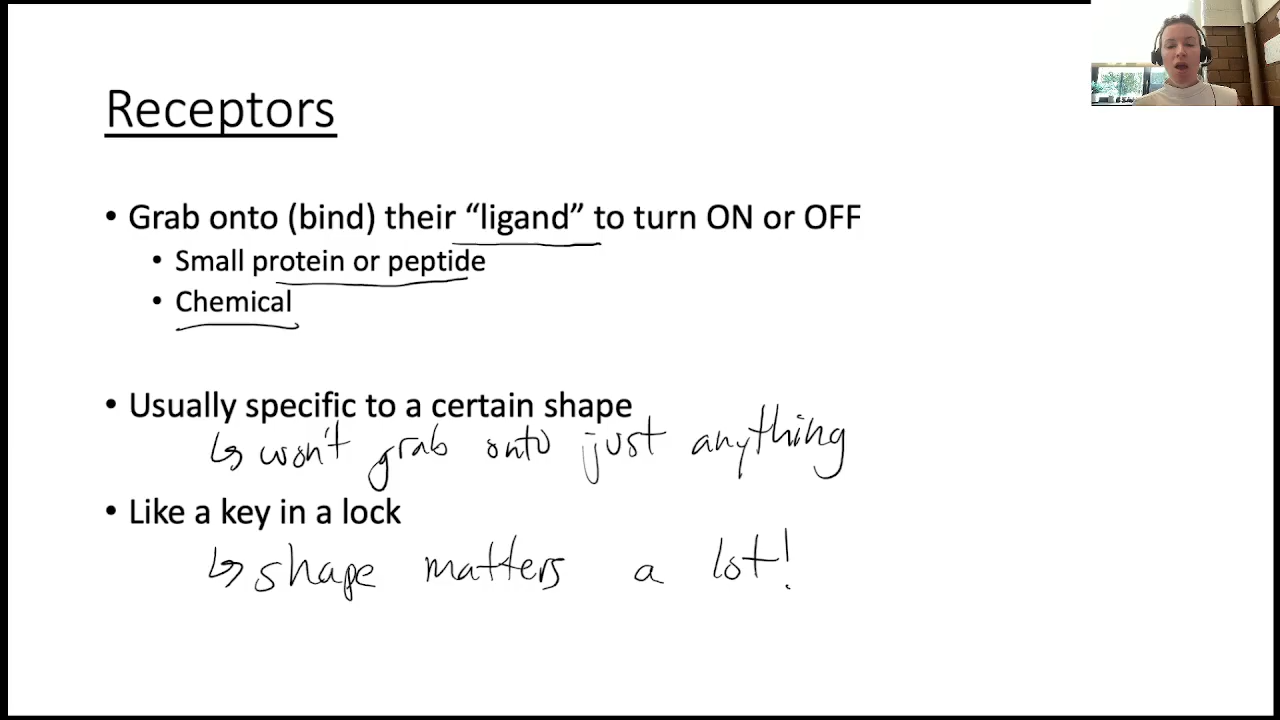 Receptors
• Grab onto (bind) their “ligand” to turn ON or OFF
• Small protein or peptide
• Chemical
• Usually specific to a certain shape
↳ won't grab onto just anything
• Like a key in a lock
↳ shape matters a lot!